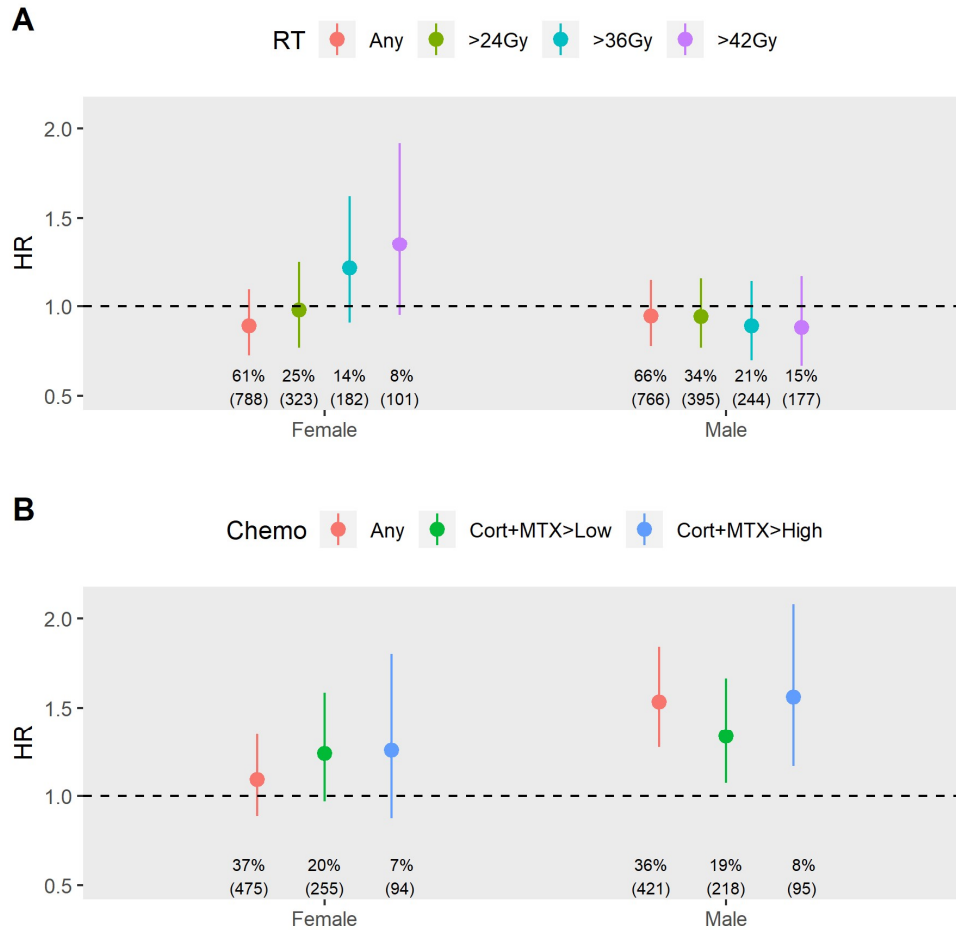 A
RT Any >24Gy >36Gy >42Gy
2.0
1.5
1.0
0.5
HR
61% 25% 14% 8% 66% 34% 21% 15%
(788) (323) (182) (101) (766) (395) (244) (177)
Female Male
B
Chemo Any Cort+MTX>Low Cort+MTX>High
2.0
1.5
1.0
0.5
HR
37% 20% 7% 36% 19% 8%
(475) (255) (94) (421) (218) (95)
Female Male